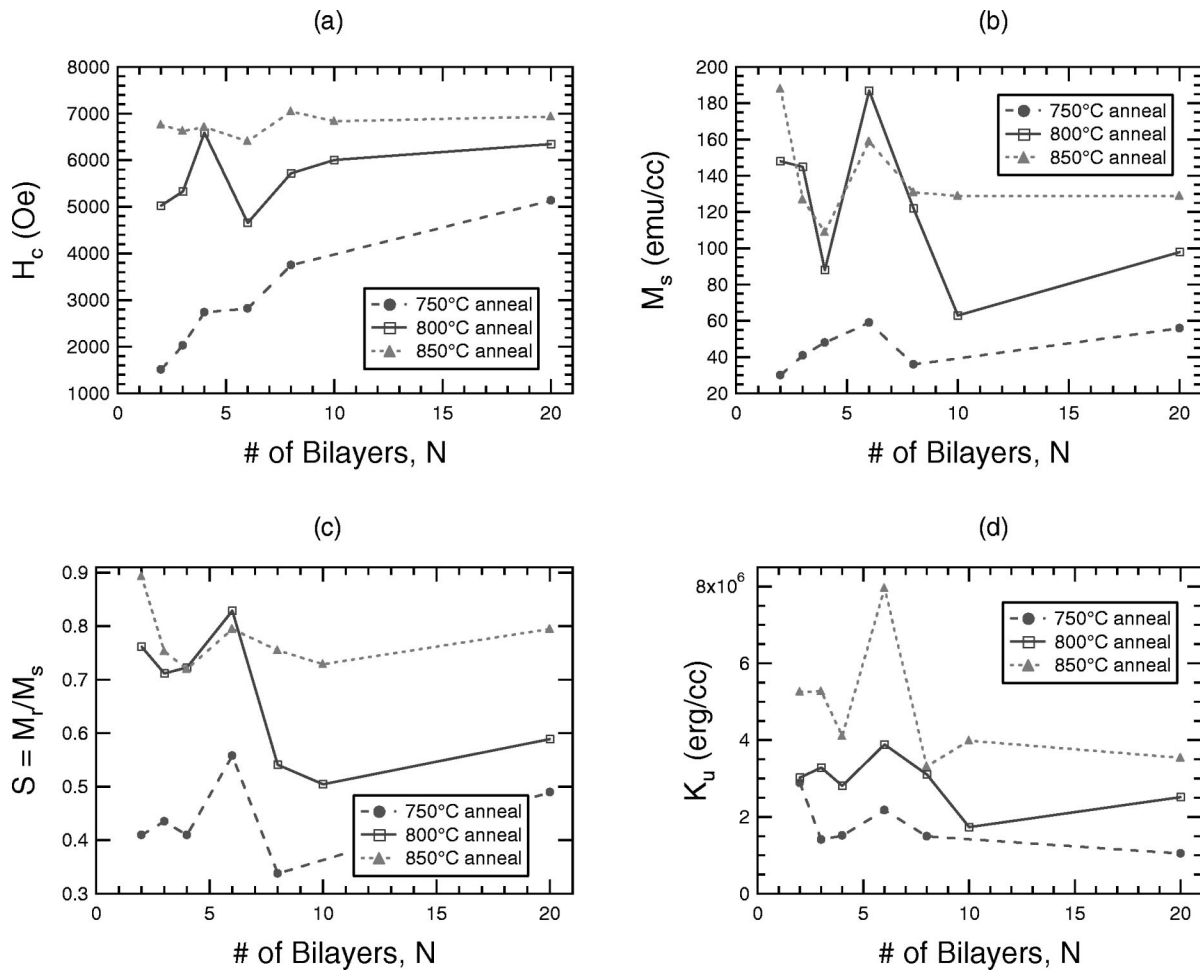 (a)
8000
7000
6000
5000
4000
3000
2000
1000
H_c (Oe)
750°C anneal
800°C anneal
850°C anneal
0 5 10 15 20
# of Bilayers, N
(b)
200
180
160
140
120
100
80
60
40
20
M_s (emu/cc)
750°C anneal
800°C anneal
850°C anneal
0 5 10 15 20
# of Bilayers, N
(c)
0.9
0.8
0.7
0.6
0.5
0.4
0.3
S = M_r/M_s
750°C anneal
800°C anneal
850°C anneal
0 5 10 15 20
# of Bilayers, N
(d)
8x10^6
6
4
2
0
K_u (erg/cc)
750°C anneal
800°C anneal
850°C anneal
0 5 10 15 20
# of Bilayers, N